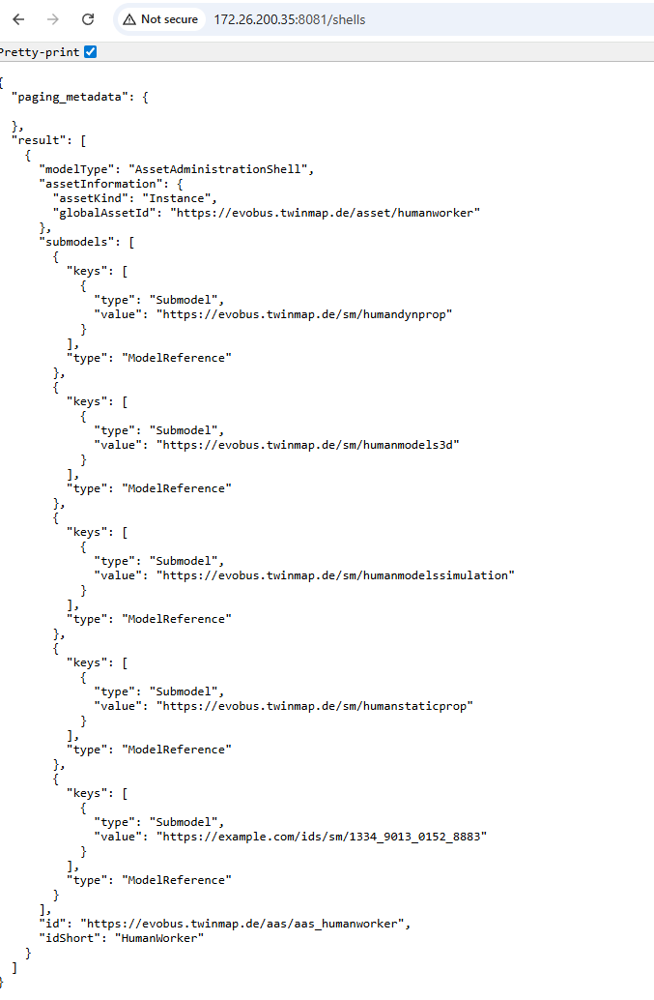 Not secure 172.26.200.35:8081/shells
Pretty-print
{
  "paging_metadata": {

  },
  "result": [
    {
      "modelType": "AssetAdministrationShell",
      "assetInformation": {
        "assetKind": "Instance",
        "globalAssetId": "https://evobus.twinmap.de/asset/humanworker"
      },
      "submodels": [
        {
          "keys": [
            {
              "type": "Submodel",
              "value": "https://evobus.twinmap.de/sm/humandynprop"
            }
          ],
          "type": "ModelReference"
        },
        {
          "keys": [
            {
              "type": "Submodel",
              "value": "https://evobus.twinmap.de/sm/humanmodels3d"
            }
          ],
          "type": "ModelReference"
        },
        {
          "keys": [
            {
              "type": "Submodel",
              "value": "https://evobus.twinmap.de/sm/humanmodelssimulation"
            }
          ],
          "type": "ModelReference"
        },
        {
          "keys": [
            {
              "type": "Submodel",
              "value": "https://evobus.twinmap.de/sm/humanstaticprop"
            }
          ],
          "type": "ModelReference"
        },
        {
          "keys": [
            {
              "type": "Submodel",
              "value": "https://example.com/ids/sm/1334_9013_0152_8883"
            }
          ],
          "type": "ModelReference"
        }
      ],
      "id": "https://evobus.twinmap.de/aas/aas_humanworker",
      "idShort": "HumanWorker"
    }
  ]
}